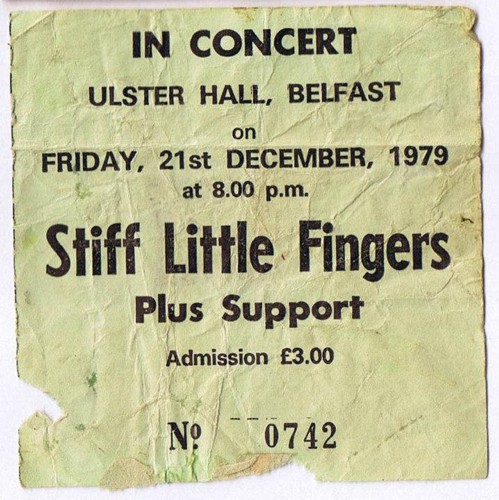 IN CONCERT
ULSTER HALL, BELFAST
on
FRIDAY, 21st DECEMBER, 1979
at 8.00 p.m.
Stiff Little Fingers
Plus Support
Admission £3.00
Nº 0742